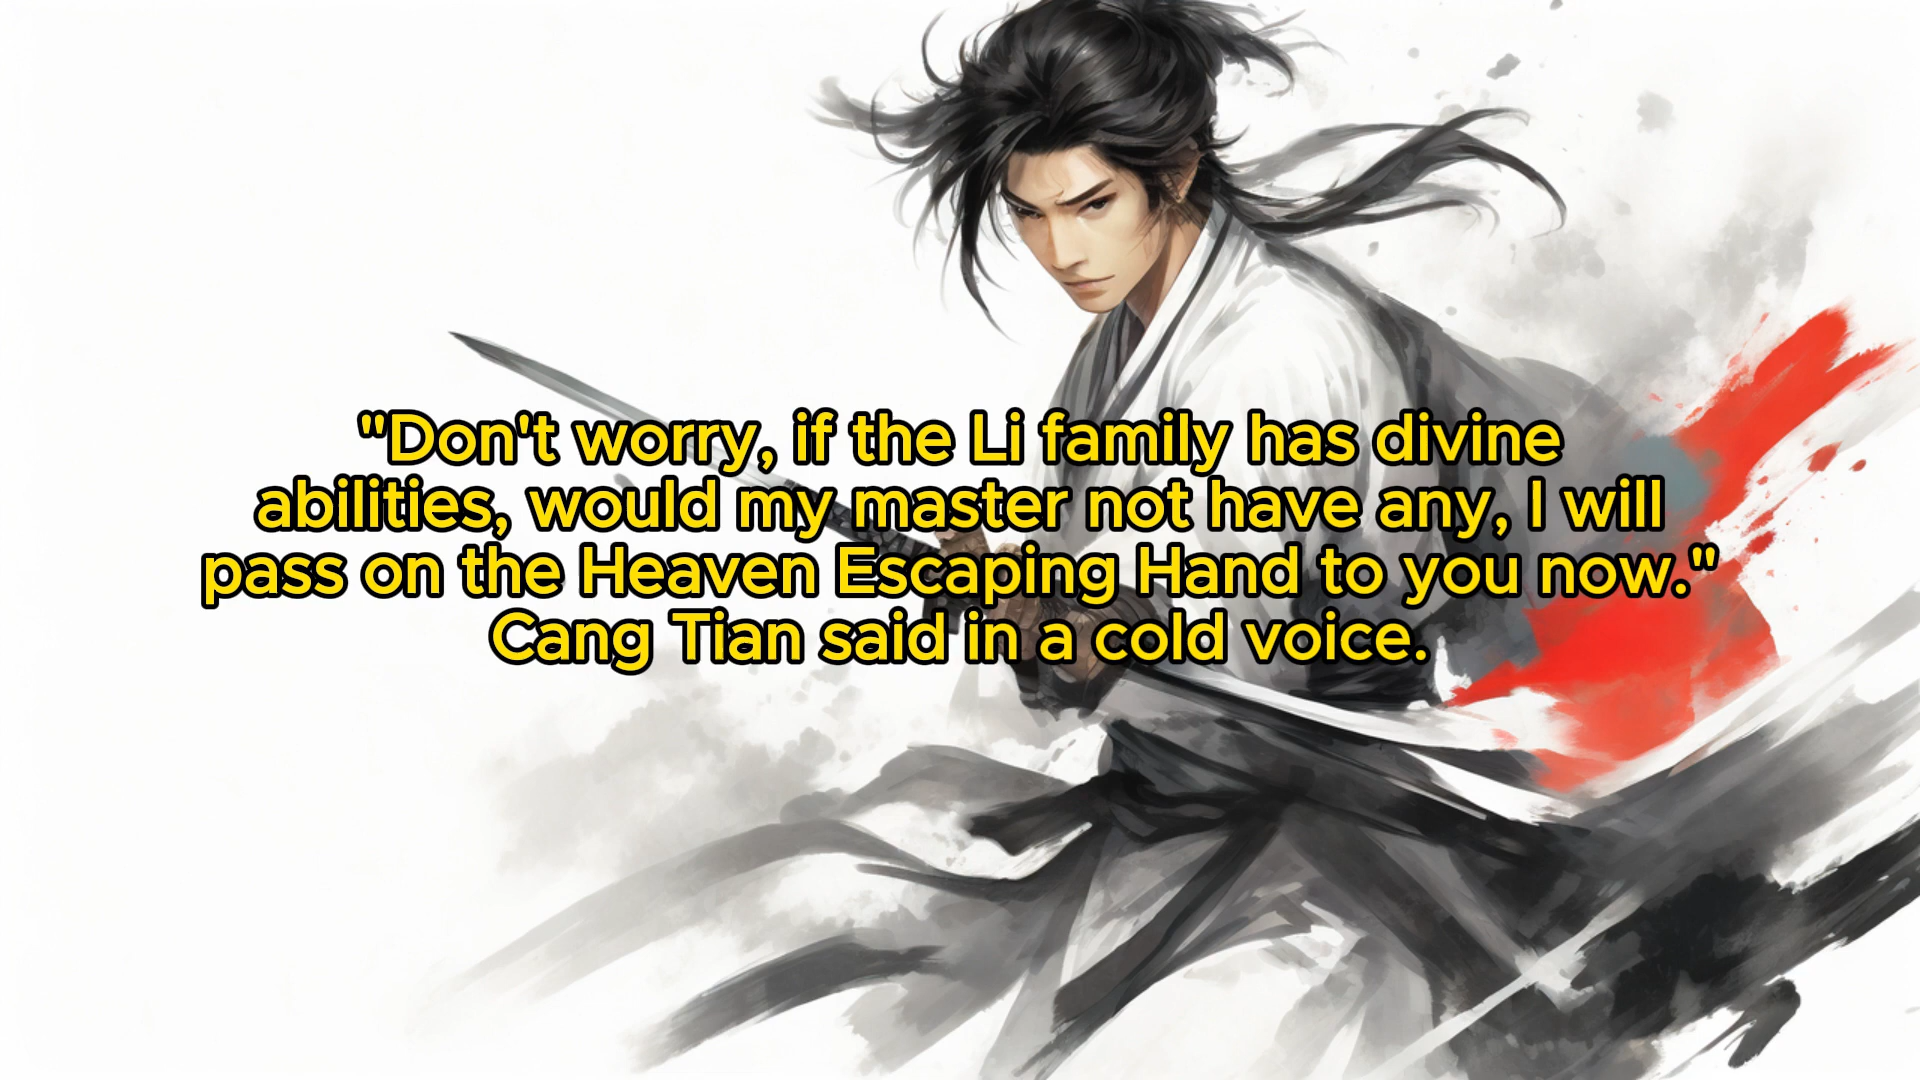 "Don't worry, if the Li family has divine
abilities, would my master not have any, I will
pass on the Heaven Escaping Hand to you now."
Cang Tian said in a cold voice.